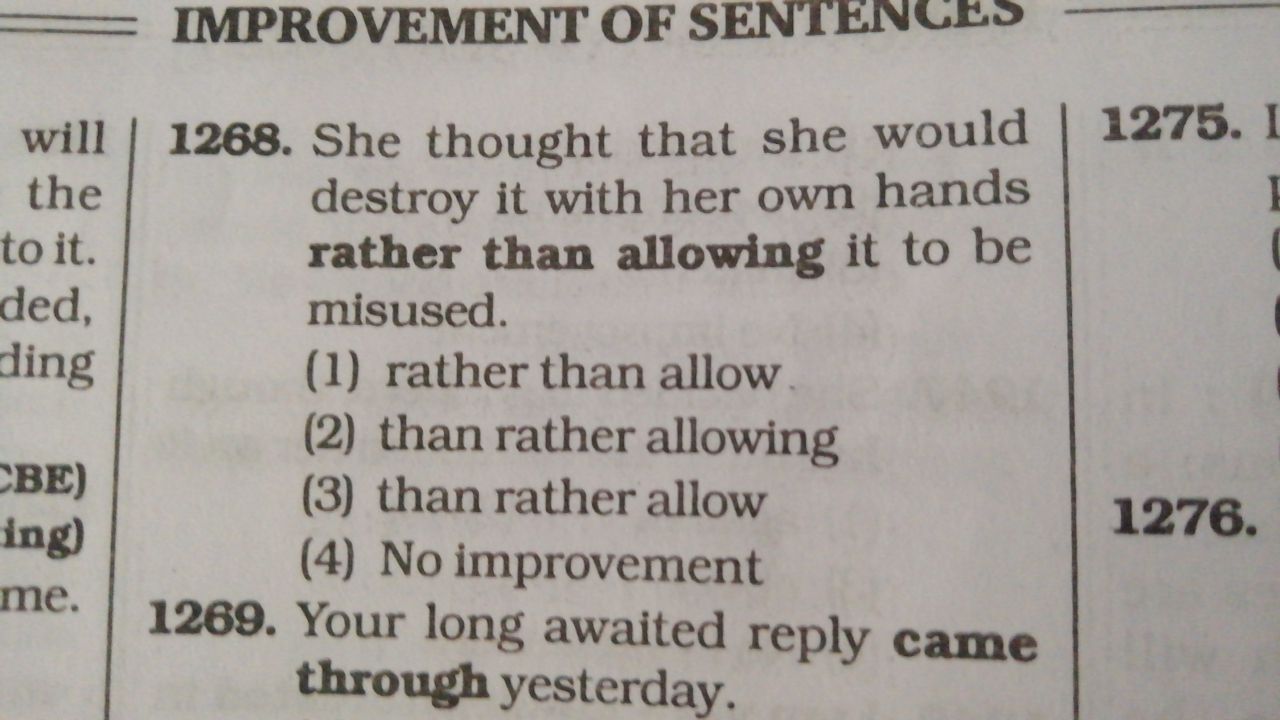 IMPROVEMENT OF SENTENCES
will
the
to it.
ded,
ding
CBE)
ing)
me.
1268. She thought that she would
destroy it with her own hands
rather than allowing it to be
misused.
(1) rather than allow
(2) than rather allowing
(3) than rather allow
(4) No improvement
1269. Your long awaited reply came
through yesterday.
1275.
1276.